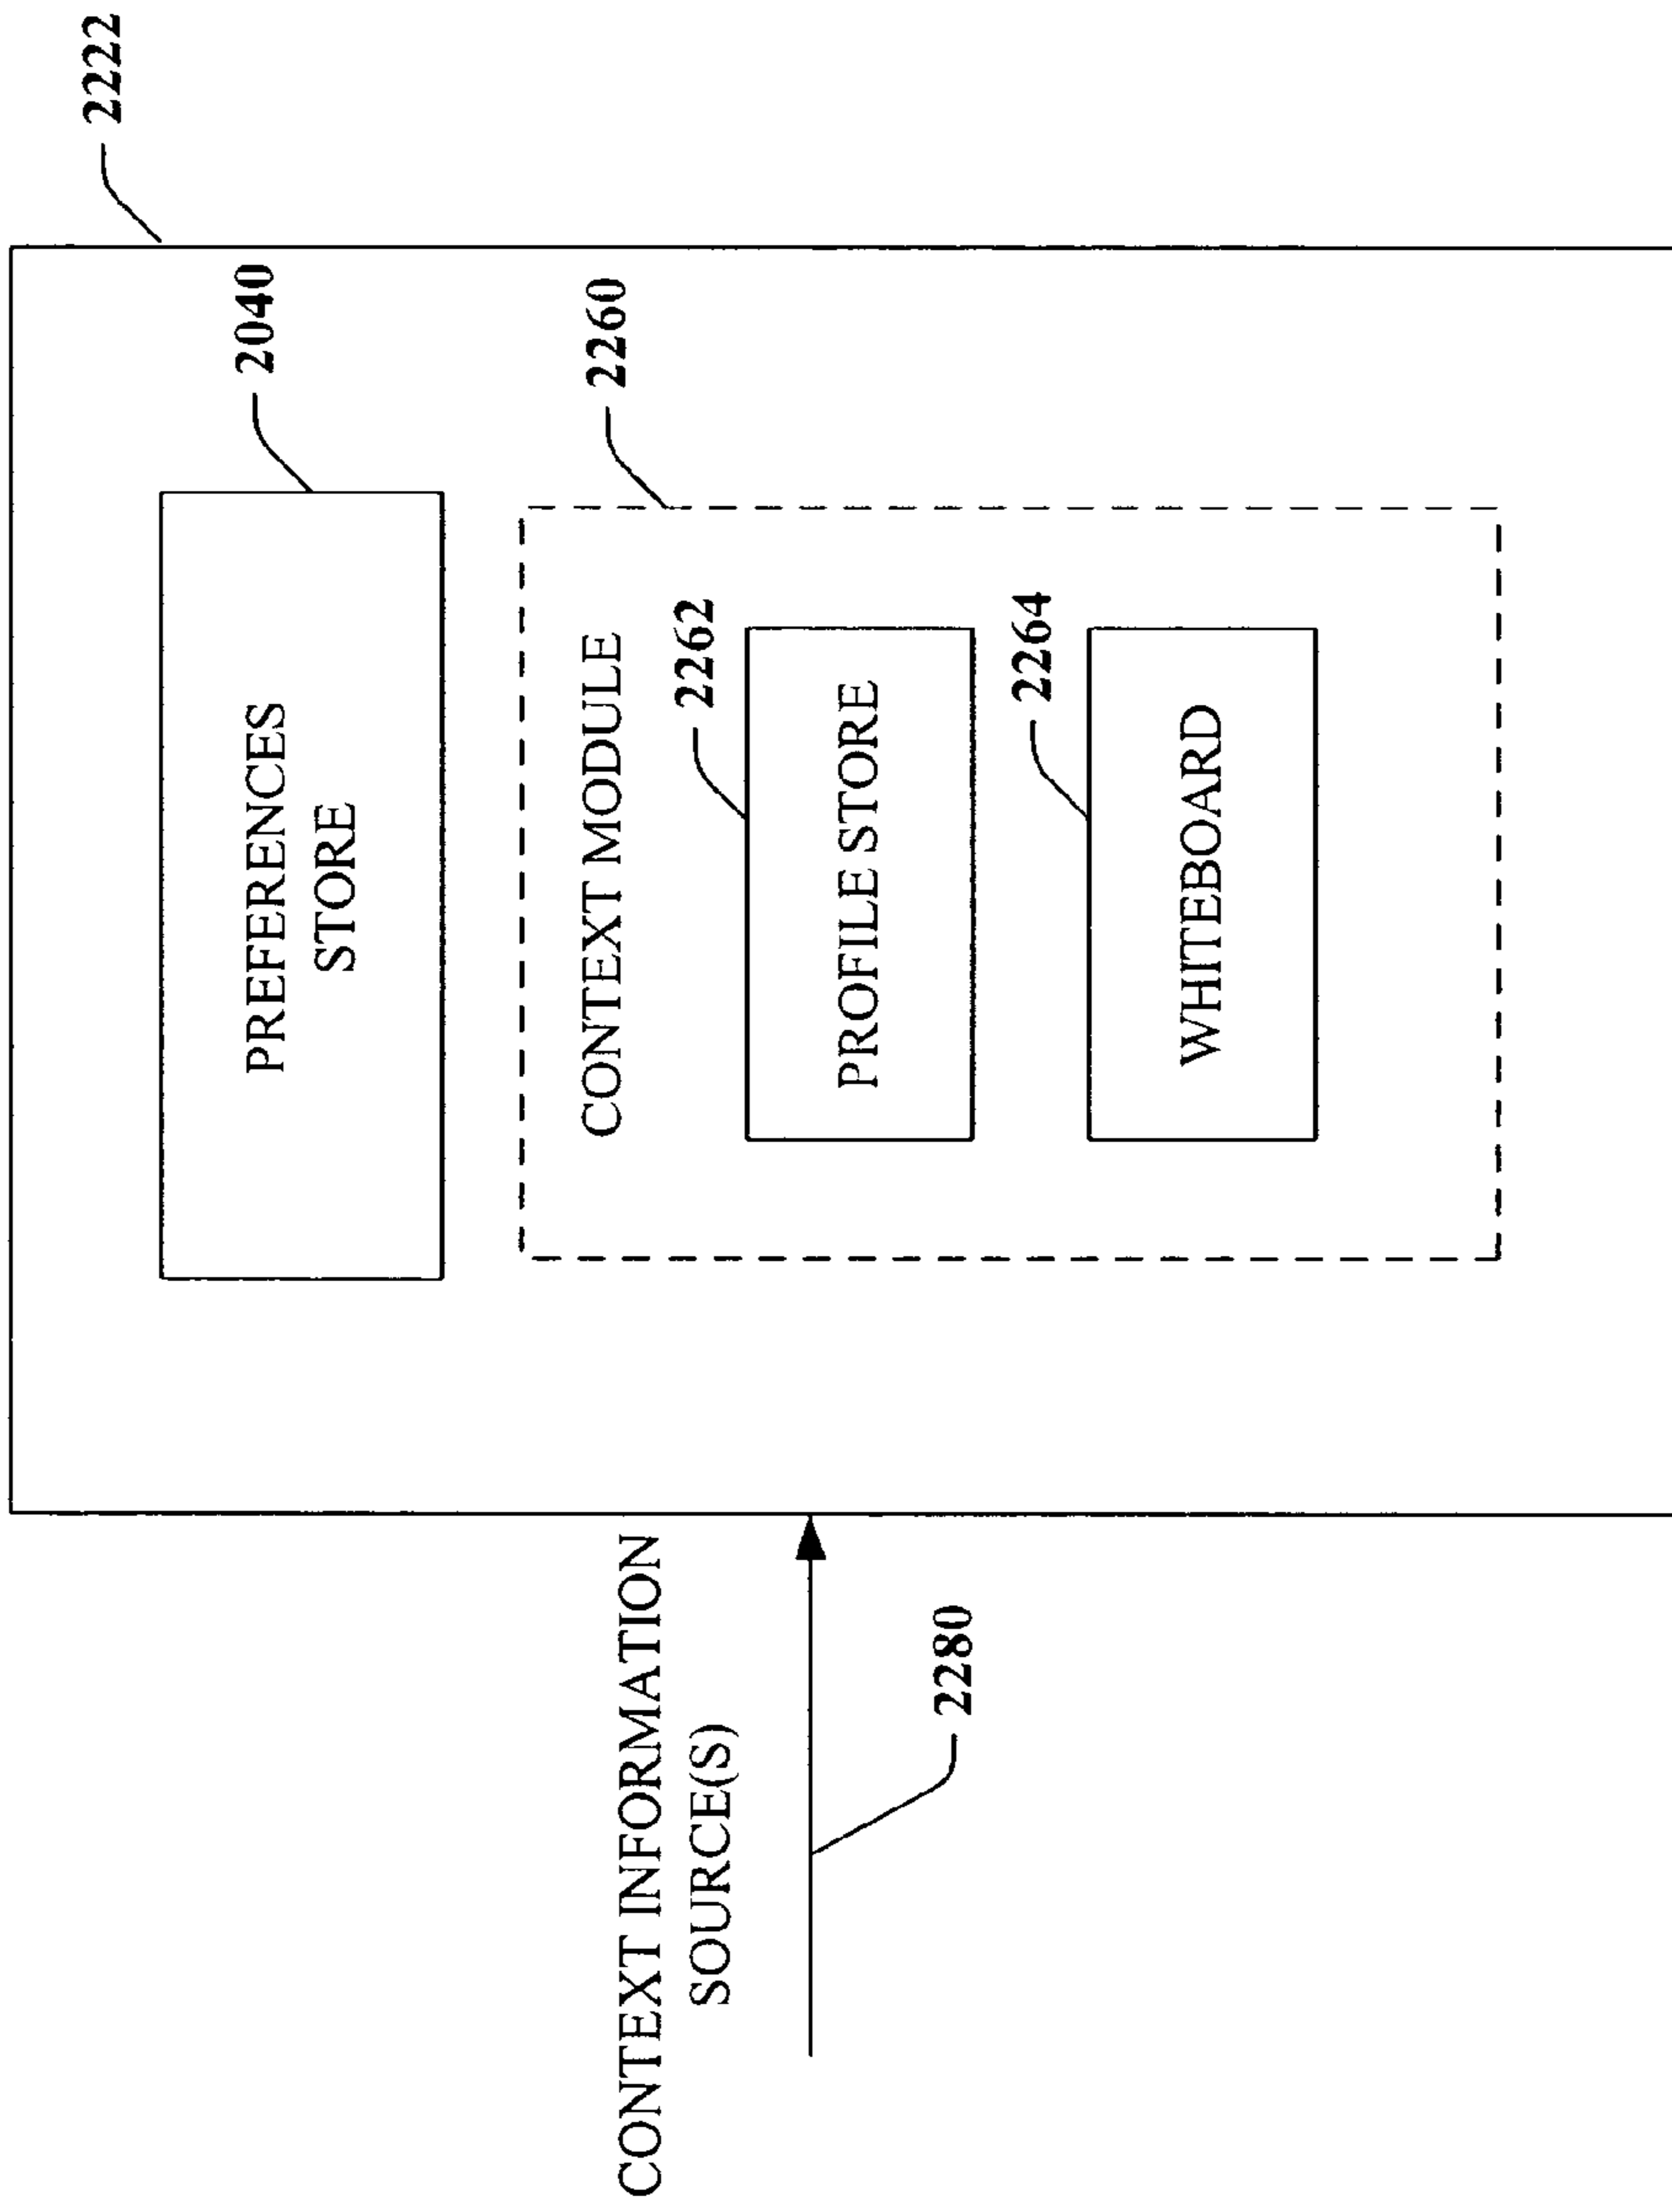 2222
2040
PREFERENCES
STORE
2260
CONTEXT MODULE
2262
PROFILE STORE
2264
WHITEBOARD
CONTEXT INFORMATION
SOURCE(S)
2280